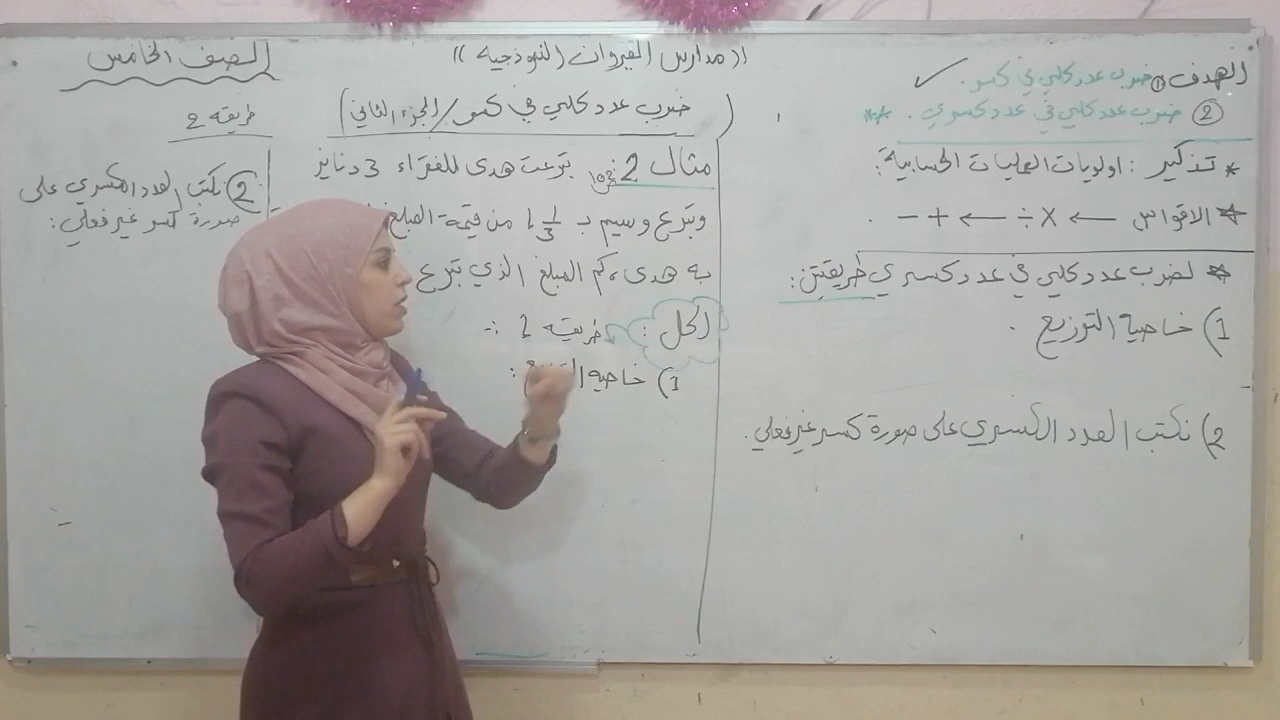 (( مدارس القيروان النموذجية ))
الصف الخامس
الهدف: ① ضرب عدد كلي في كسر.
② ضرب عدد كلي في عدد كسري. **
* تذكير: اولويات العمليات الحسابية:
* الاقواس ← × ÷ ← + - .
* لضرب عدد كلي في عدد كسري طريقتين:
1) خاصية التوزيع .
2) نكتب العدد الكسري على صورة كسر غير فعلي.
ضرب عدد كلي في كسر/(الجزء الثاني)
مثال 2 ص105 تبرعت هدى للفقراء 3 دنانير
وتبرع وسيم بـ 1 1/3 من قيمة المبلغ
به هدى، كم المبلغ الذي تبرع
الحل: طريقة 1 :-
1) خاصية :
طريقة 2
2) نكتب العدد الكسري على
صورة كسر غير فعلي: